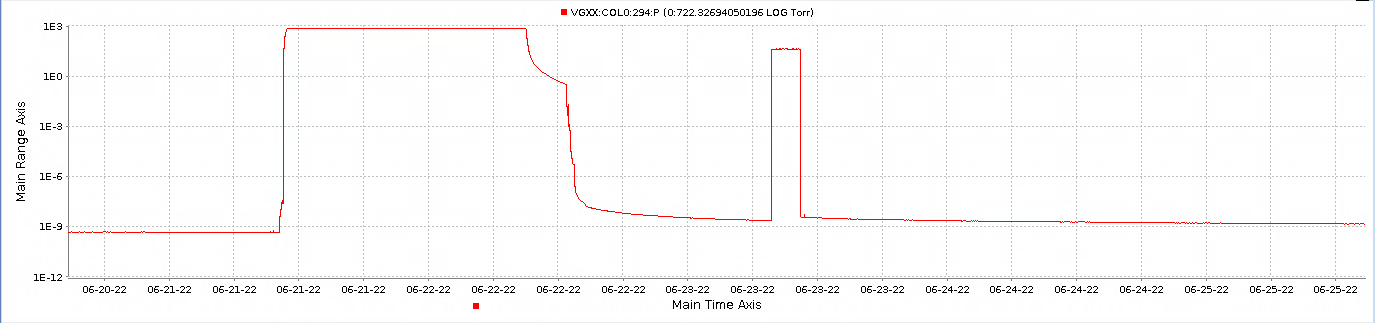 VGXX:COL0:294:P (0:722.32694050196 LOG Torr)
1E3
1E0
1E-3
1E-6
1E-9
1E-12
Main Range Axis
06-20-22 06-21-22 06-21-22 06-21-22 06-21-22 06-22-22 06-22-22 06-22-22 06-22-22 06-23-22 06-23-22 06-23-22 06-23-22 06-24-22 06-24-22 06-24-22 06-24-22 06-25-22 06-25-22 06-25-22
Main Time Axis